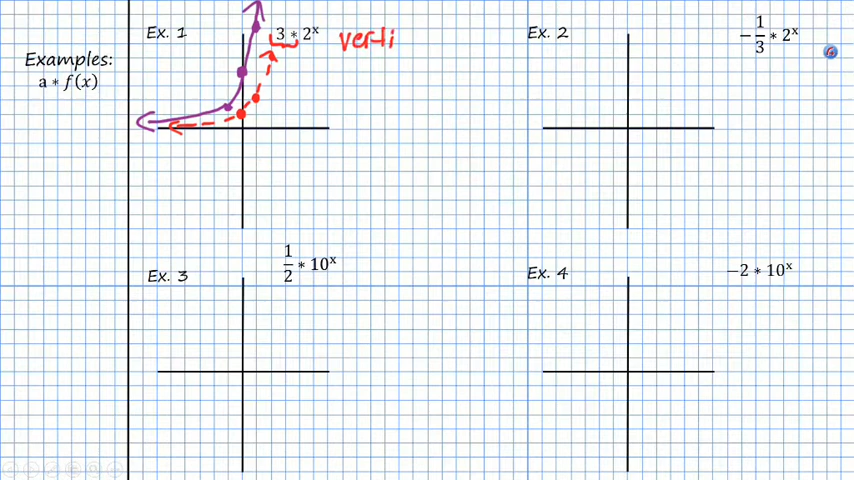 Examples:
a ∗ f(x)
Ex. 1
3 ∗ 2ˣ
verti
Ex. 2
−1/3 ∗ 2ˣ
Ex. 3
1/2 ∗ 10ˣ
Ex. 4
−2 ∗ 10ˣ